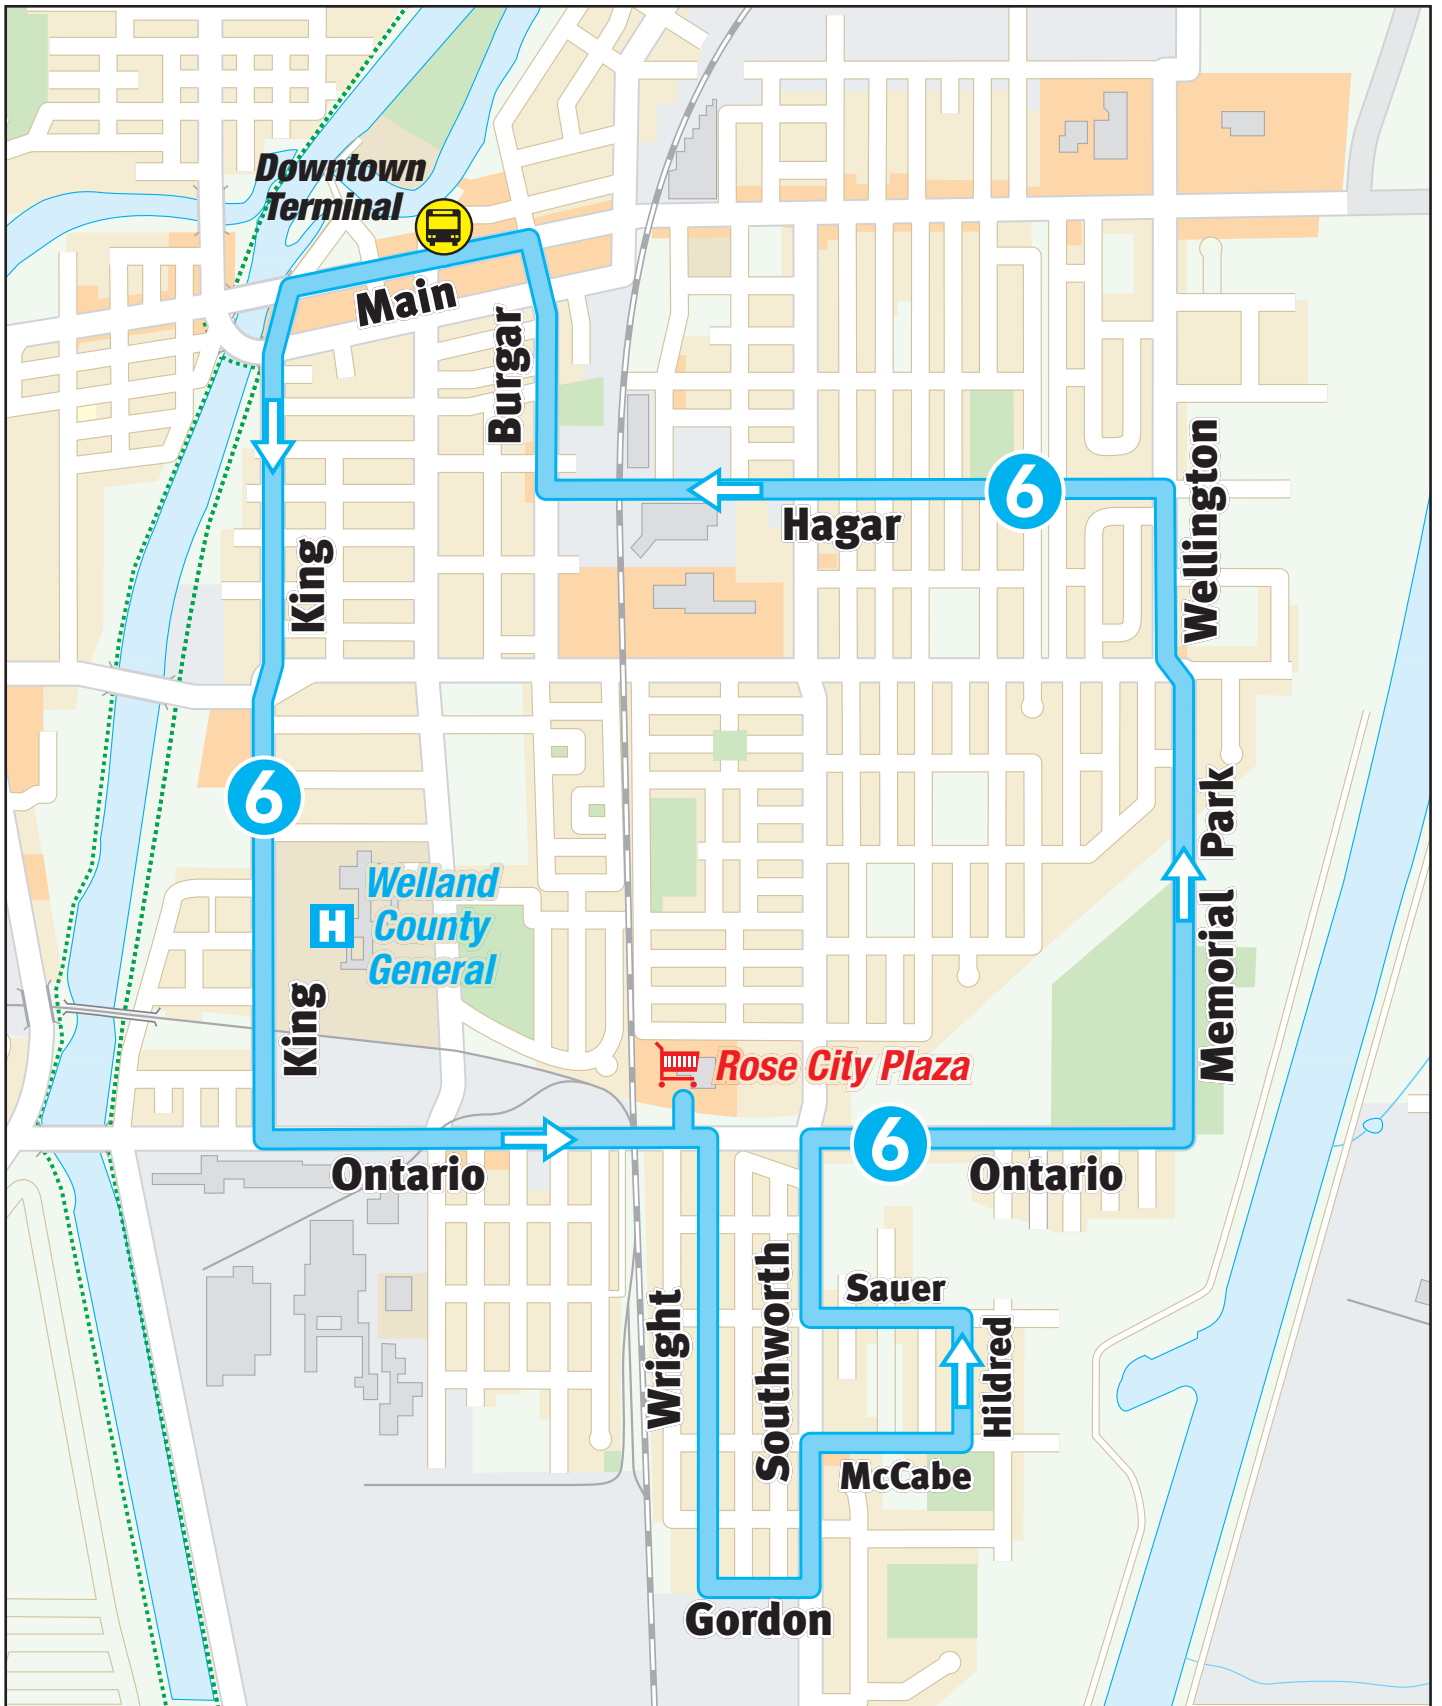 Downtown
Terminal
Main
Burgar
Wellington
6
Hagar
King
6
Park
Welland
County
General
H
Memorial
King
Rose City Plaza
6
Ontario
Ontario
Southworth
Sauer
Wright
Hildred
McCabe
Gordon